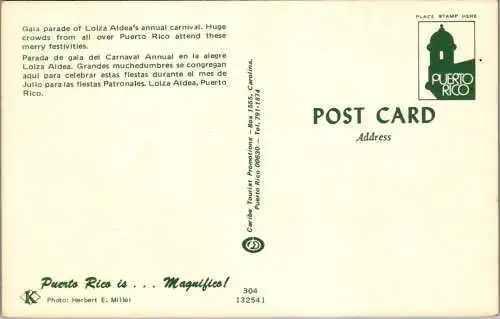 Gala parade of Loiza Aldea's annual carnival. Huge
crowds from all over Puerto Rico attend these
merry festivities.
Parada de gala del Carnaval Annual en la alegre
Loiza Aldea. Grandes muchedumbres se congregan
aquí para celebrar estas fiestas durante el mes de
Julio para las fiestas Patronales. Loiza Aldea, Puerto
Rico.
Puerto Rico is . . . Magnifico!
K
Photo: Herbert E. Miller
Caribe Tourist Promotions - Box 1555, Carolina,
Puerto Rico 00630 - Tel. 791-1874
304
132541
PLACE STAMP HERE
PUERTO
RICO
POST CARD
Address